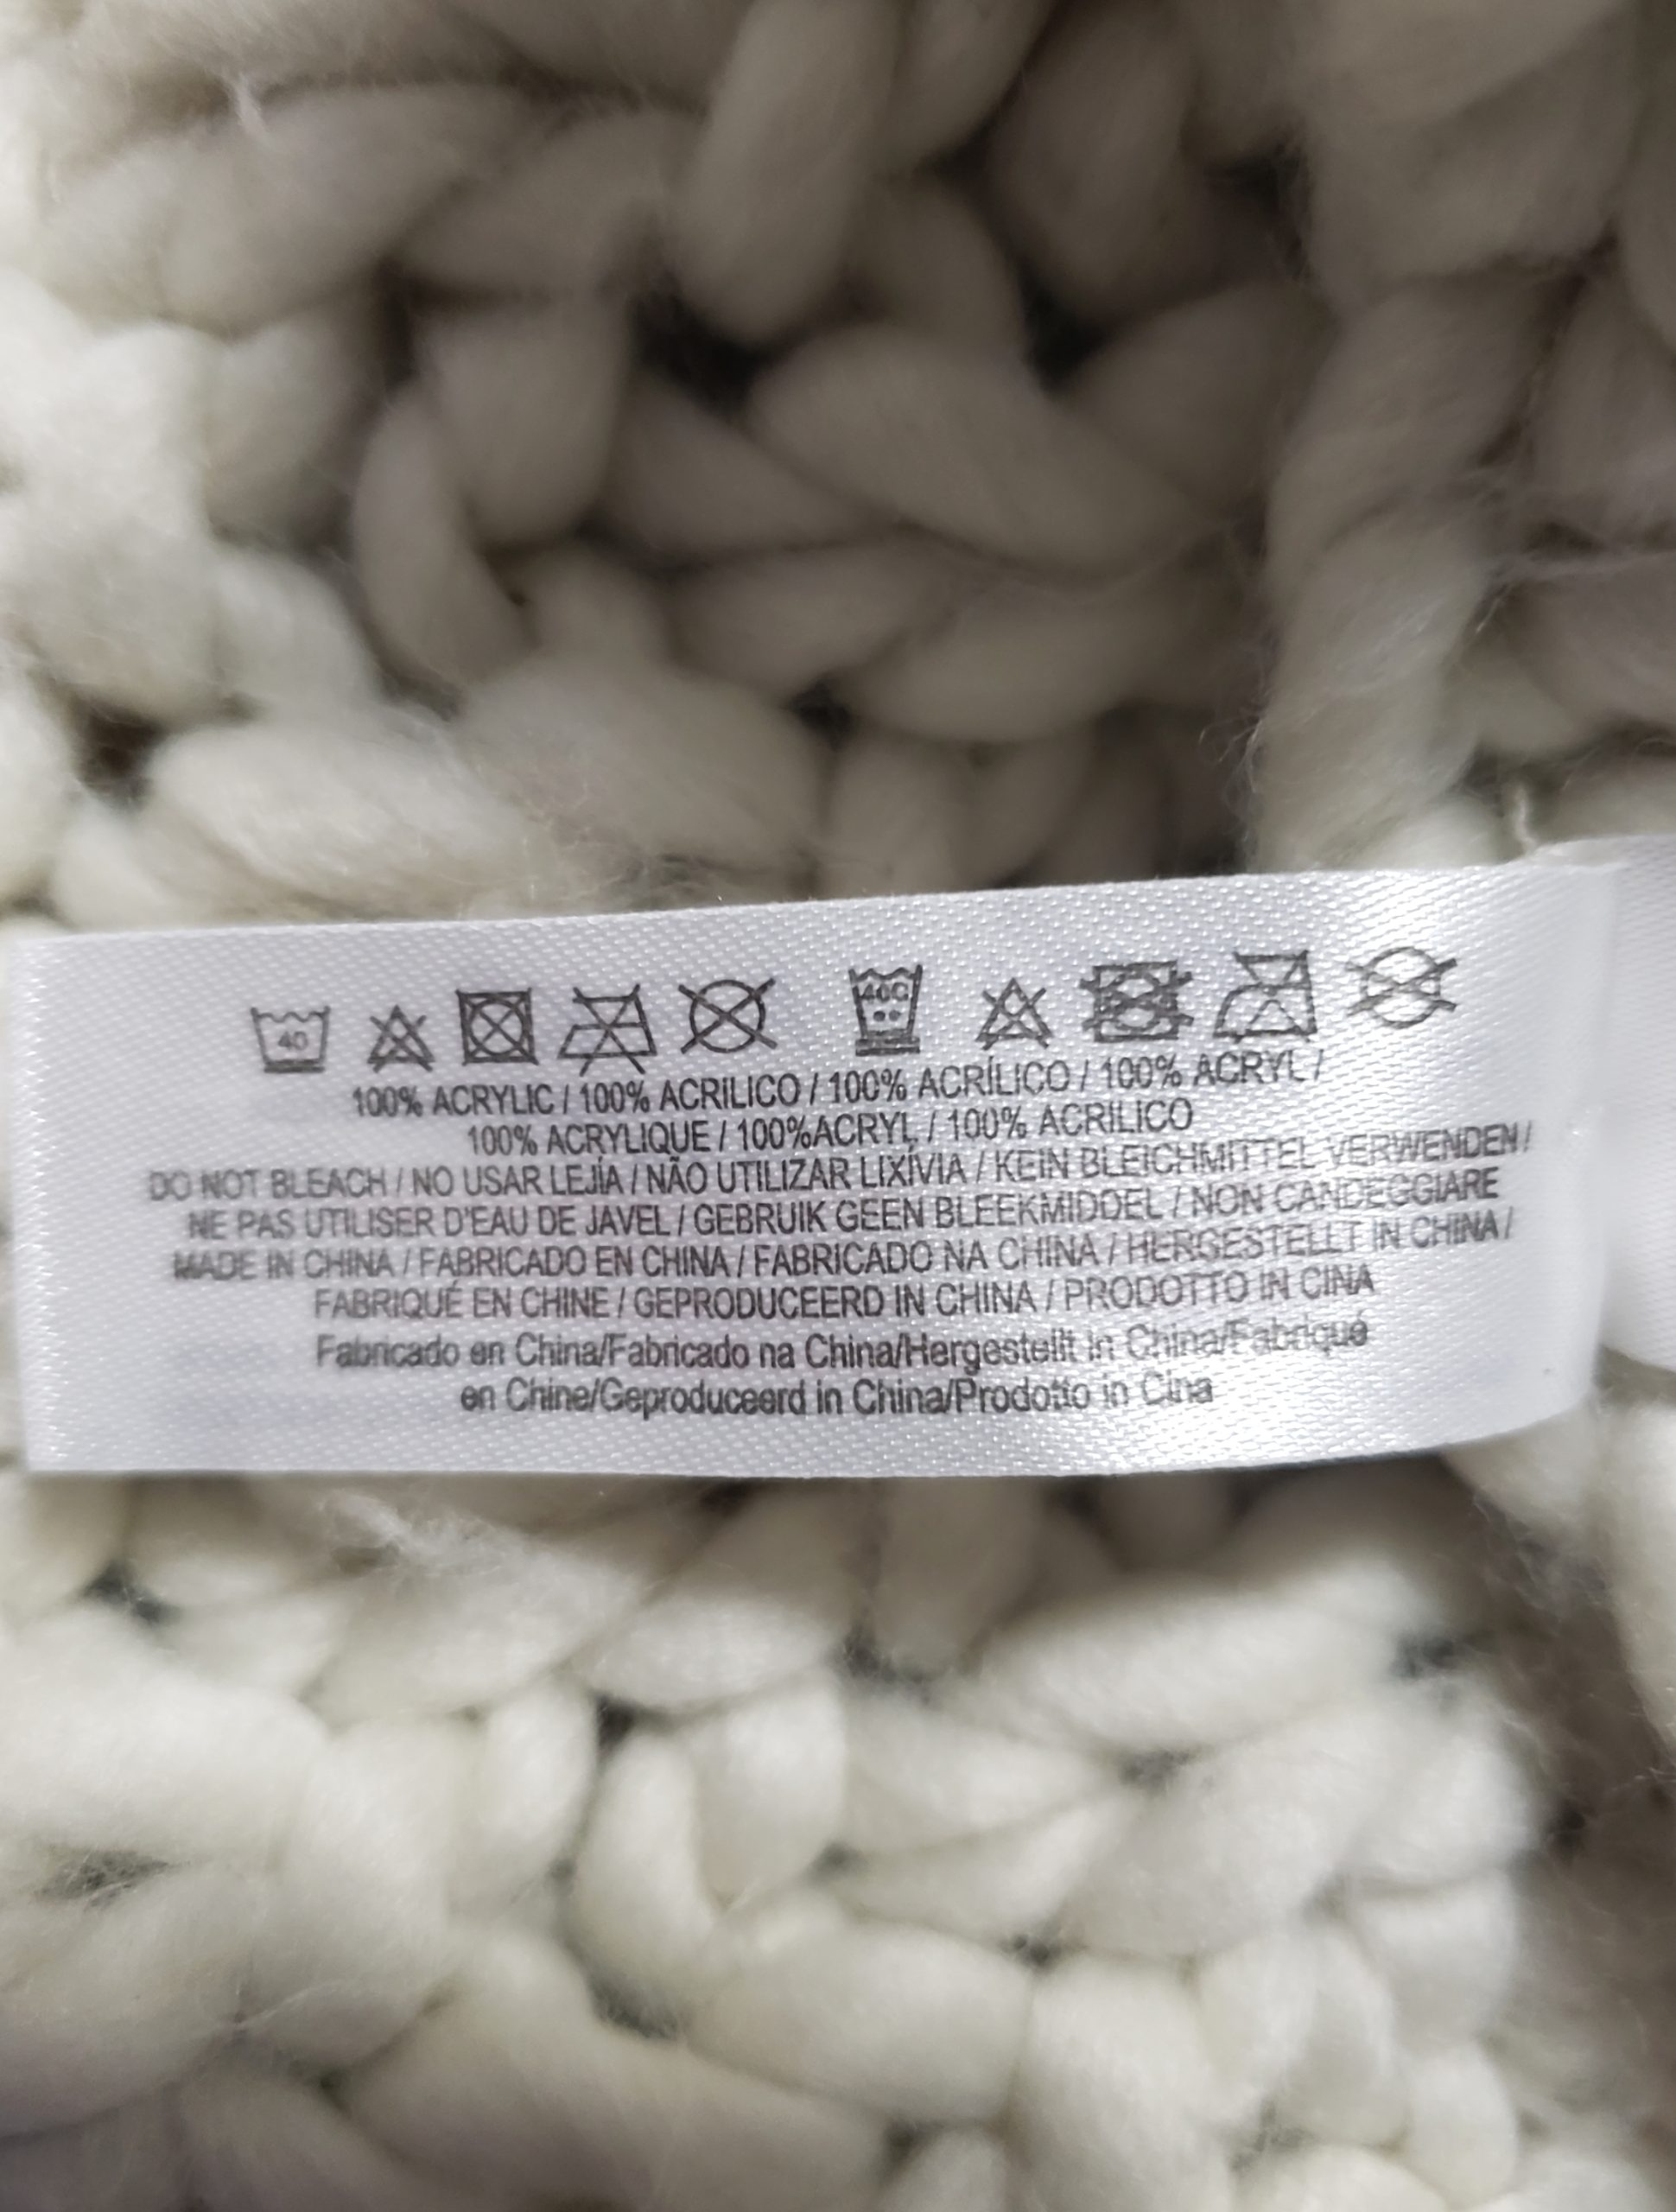 40 40C
100% ACRYLIC / 100% ACRILICO / 100% ACRÍLICO / 100% ACRYL /
100% ACRYLIQUE / 100%ACRYL / 100% ACRILICO
DO NOT BLEACH / NO USAR LEJÍA / NÃO UTILIZAR LIXÍVIA / KEIN BLEICHMITTEL VERWENDEN /
NE PAS UTILISER D'EAU DE JAVEL / GEBRUIK GEEN BLEEKMIDDEL / NON CANDEGGIARE
MADE IN CHINA / FABRICADO EN CHINA / FABRICADO NA CHINA / HERGESTELLT IN CHINA /
FABRIQUÉ EN CHINE / GEPRODUCEERD IN CHINA / PRODOTTO IN CINA
Fabricado en China/Fabricado na China/Hergestellt in China/Fabriqué
en Chine/Geproduceerd in China/Prodotto in Cina